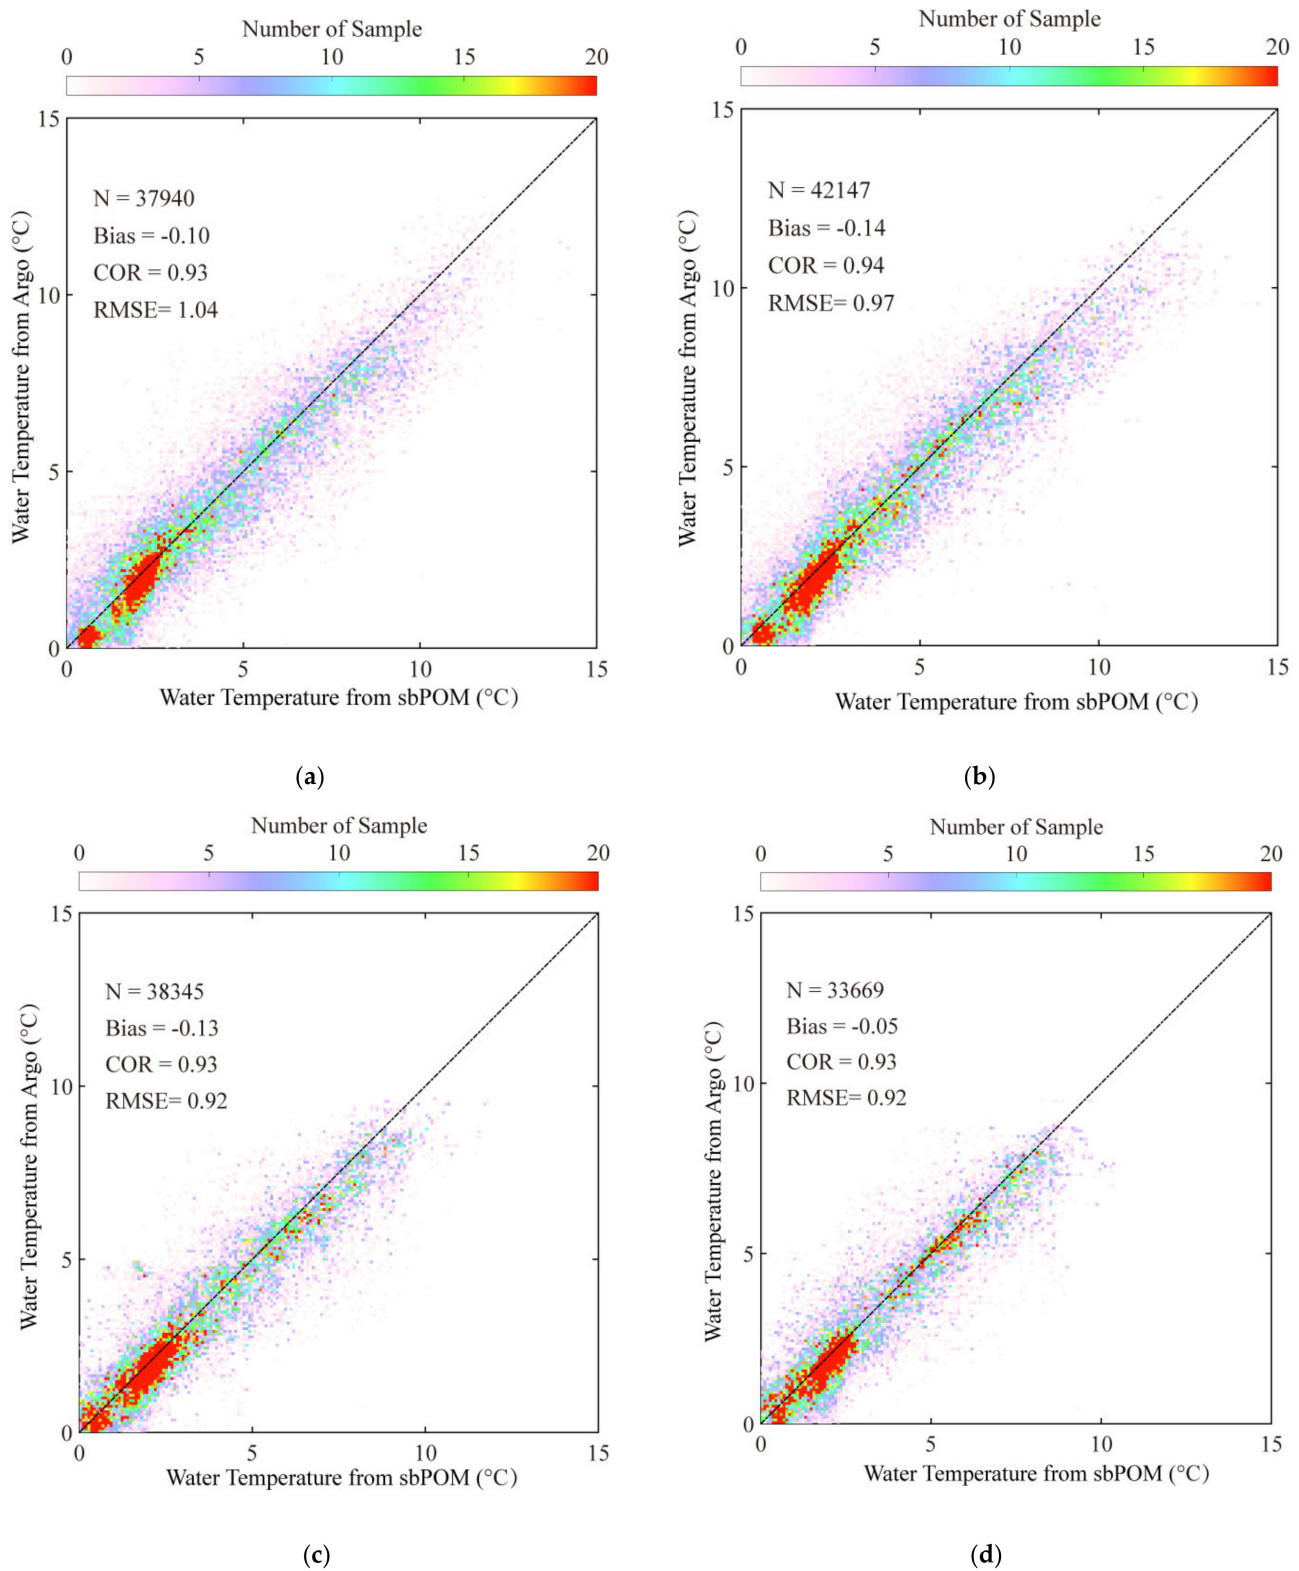 Number of Sample
0 5 10 15 20
15
N = 37940
Bias = -0.10
COR = 0.93
RMSE= 1.04
10
5
0
0 5 10 15
Water Temperature from Argo (°C)
Water Temperature from sbPOM (°C)
(a)
Number of Sample
0 5 10 15 20
15
N = 42147
Bias = -0.14
COR = 0.94
RMSE= 0.97
10
5
0
0 5 10 15
Water Temperature from Argo (°C)
Water Temperature from sbPOM (°C)
(b)
Number of Sample
0 5 10 15 20
15
N = 38345
Bias = -0.13
COR = 0.93
RMSE= 0.92
10
5
0
0 5 10 15
Water Temperature from Argo (°C)
Water Temperature from sbPOM (°C)
(c)
Number of Sample
0 5 10 15 20
15
N = 33669
Bias = -0.05
COR = 0.93
RMSE= 0.92
10
5
0
0 5 10 15
Water Temperature from Argo (°C)
Water Temperature from sbPOM (°C)
(d)